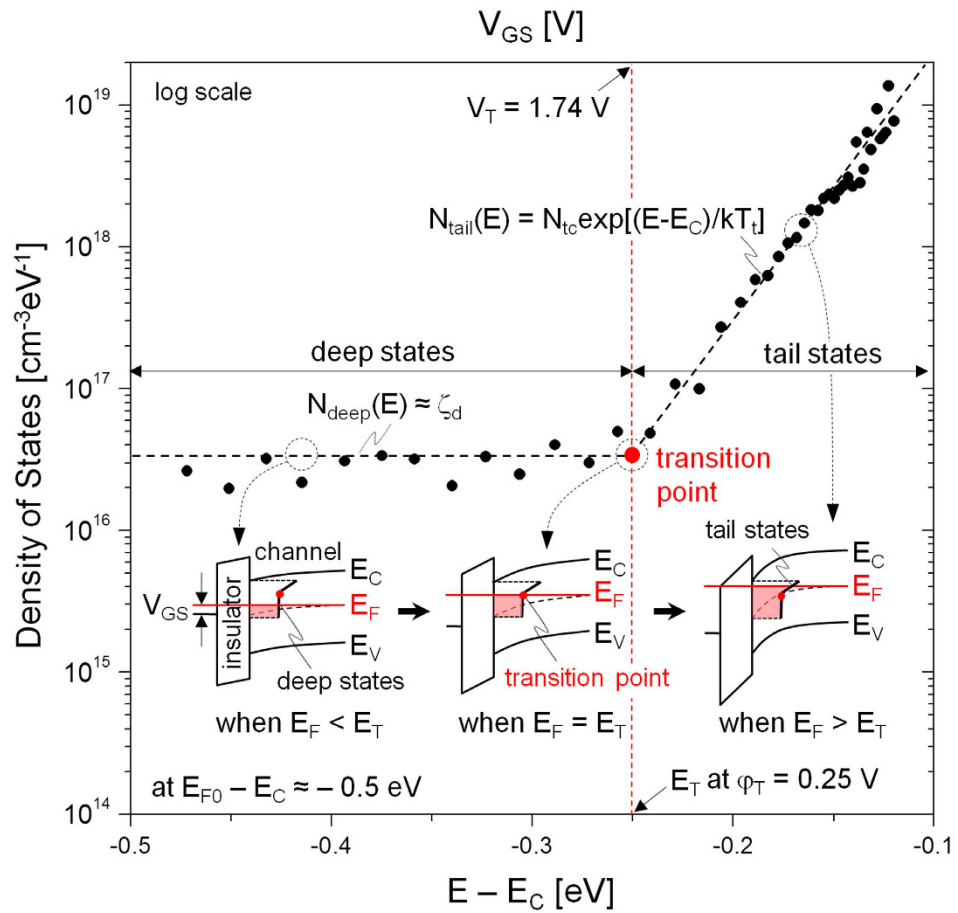 V_GS [V]
10^19
log scale
V_T = 1.74 V
N_tail(E) = N_tc exp[(E-E_C)/kT_t]
10^18
deep states
tail states
10^17
N_deep(E) ≈ ζ_d
transition
point
10^16
tail states
channel
E_C
E_C
E_C
V_GS
insulator
E_F
E_F
E_F
E_V
E_V
E_V
10^15
deep states
transition point
when E_F < E_T
when E_F = E_T
when E_F > E_T
at E_F0 – E_C ≈ – 0.5 eV
E_T at φ_T = 0.25 V
10^14
-0.5
-0.4
-0.3
-0.2
-0.1
E – E_C [eV]
Density of States [cm^-3eV^-1]